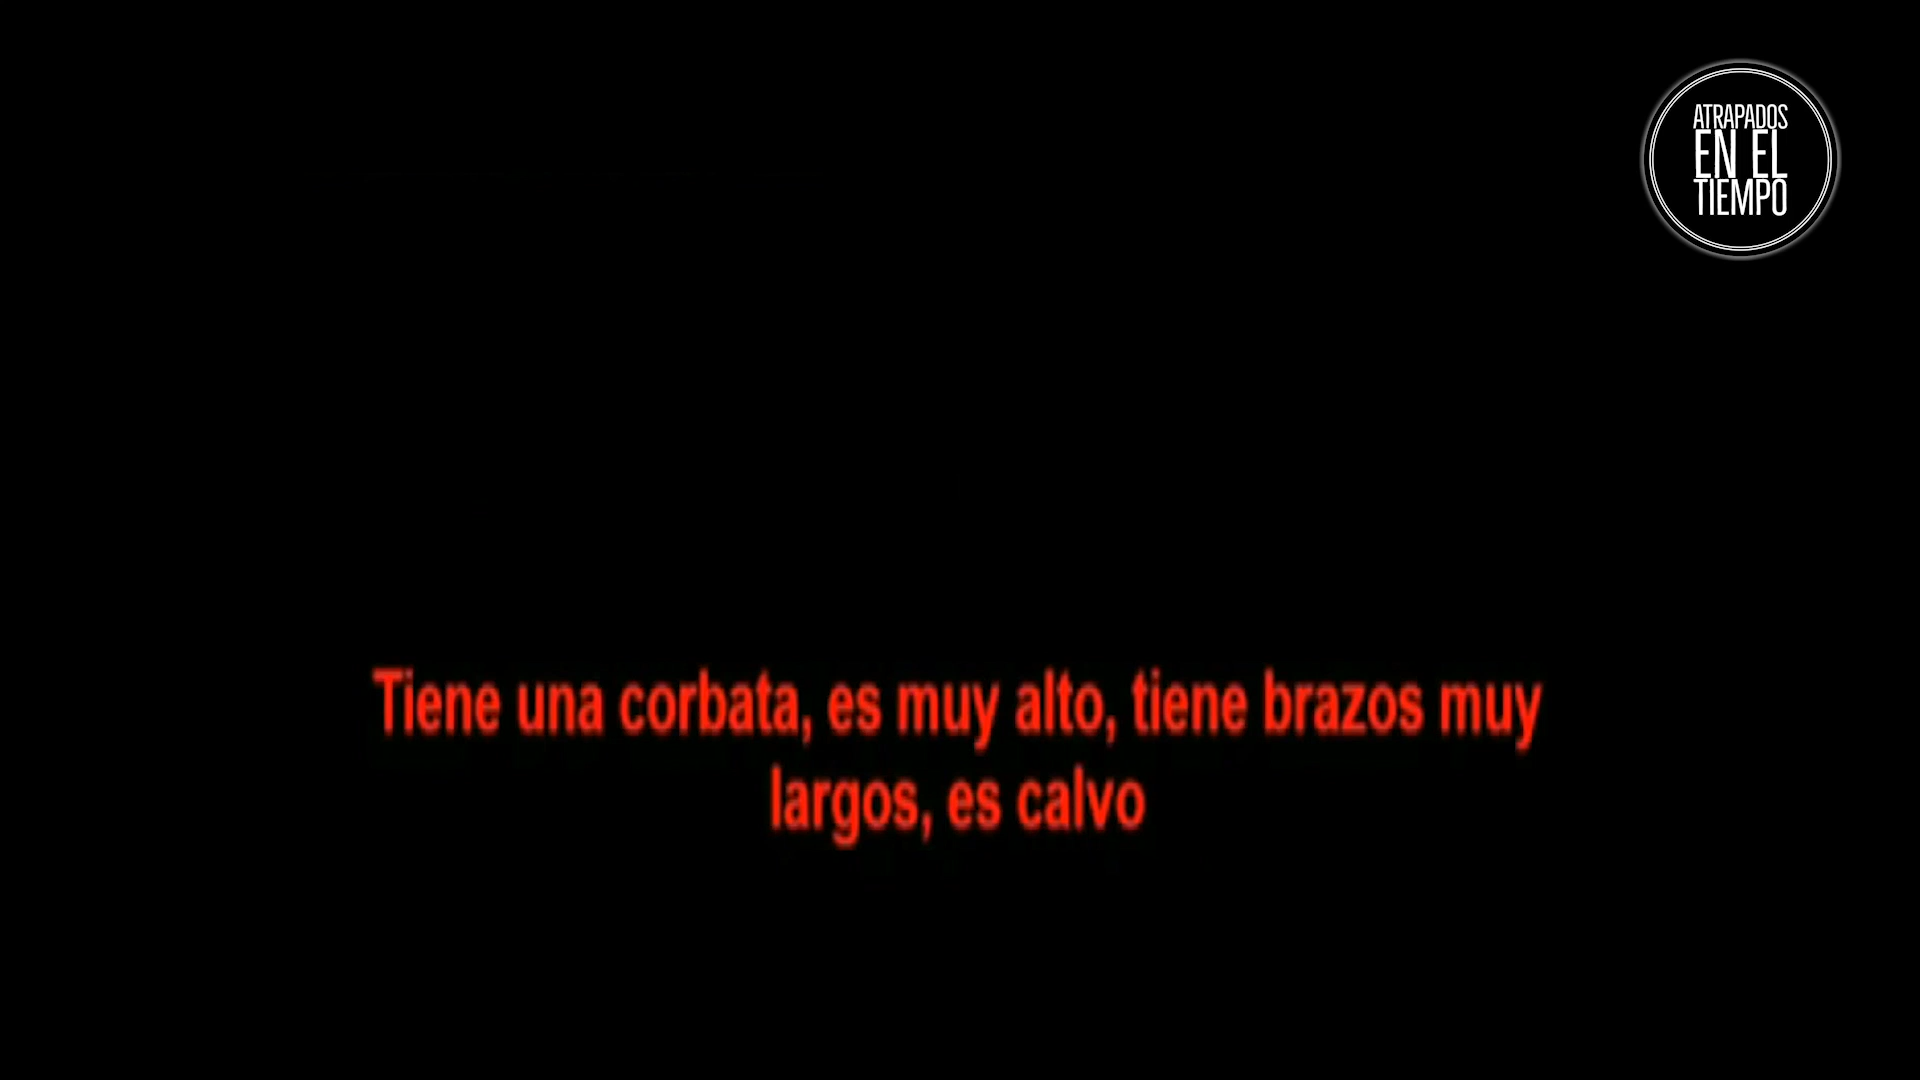 ATRAPADOS
EN EL
TIEMPO
Tiene una corbata, es muy alto, tiene brazos muy
largos, es calvo